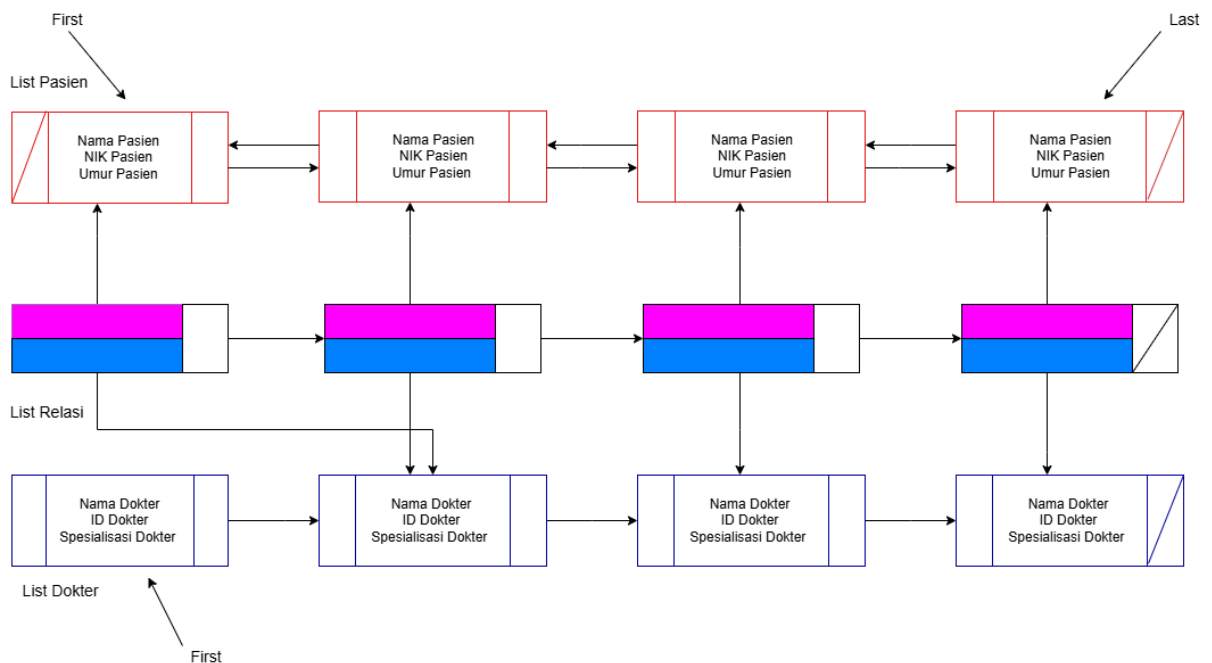 First
Last
List Pasien
Nama Pasien
NIK Pasien
Umur Pasien
Nama Pasien
NIK Pasien
Umur Pasien
Nama Pasien
NIK Pasien
Umur Pasien
Nama Pasien
NIK Pasien
Umur Pasien
List Relasi
Nama Dokter
ID Dokter
Spesialisasi Dokter
Nama Dokter
ID Dokter
Spesialisasi Dokter
Nama Dokter
ID Dokter
Spesialisasi Dokter
Nama Dokter
ID Dokter
Spesialisasi Dokter
List Dokter
First